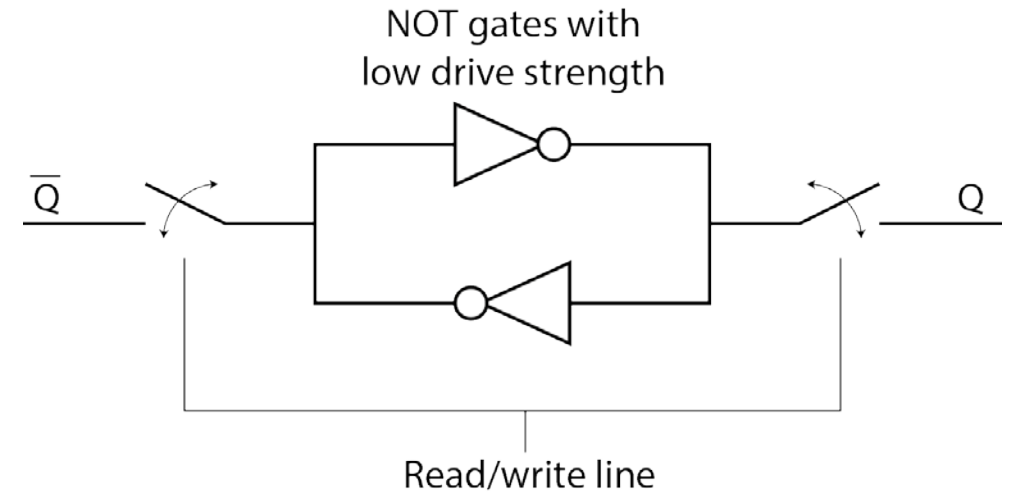 NOT gates with
low drive strength
Q̅
Q
Read/write line